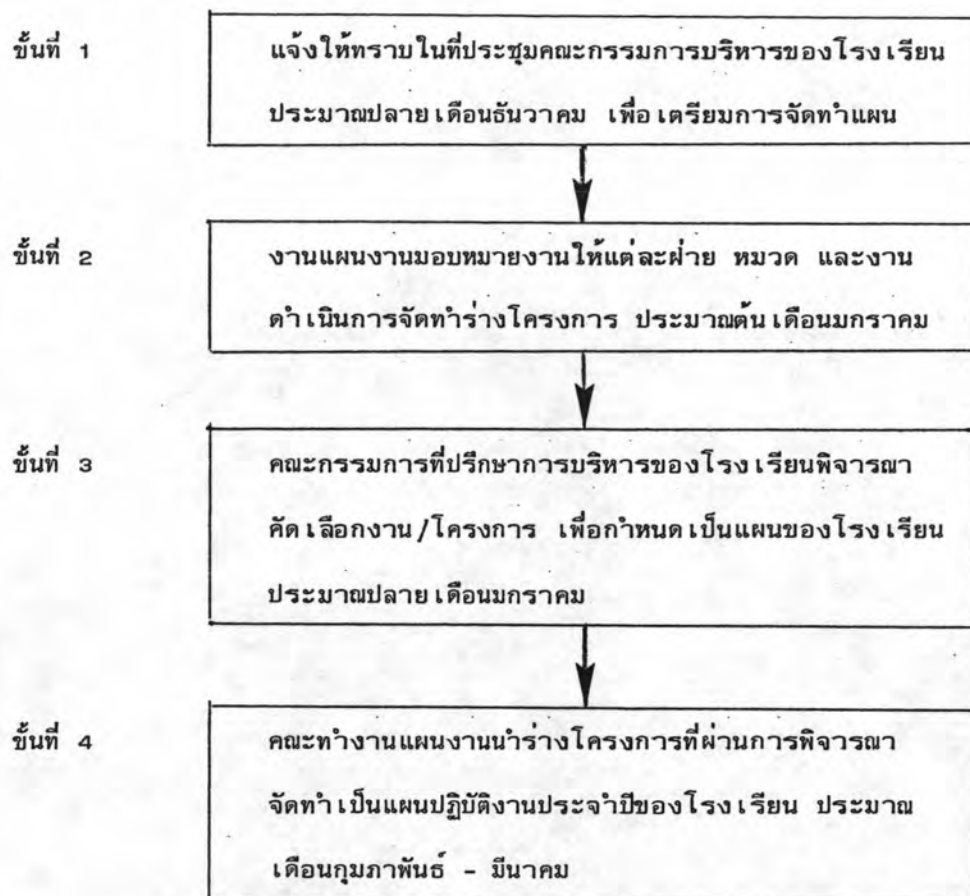 ขั้นที่ 1 แจ้งให้ทราบในที่ประชุมคณะกรรมการบริหารของโรงเรียน
ประมาณปลายเดือนธันวาคม เพื่อเตรียมการจัดทำแผน
ขั้นที่ 2 งานแผนงานมอบหมายงานให้แต่ละฝ่าย หมวด และงาน
ดำเนินการจัดทำร่างโครงการ ประมาณต้นเดือนมกราคม
ขั้นที่ 3 คณะกรรมการที่ปรึกษาการบริหารของโรงเรียนพิจารณา
คัดเลือกงาน/โครงการ เพื่อกำหนดเป็นแผนของโรงเรียน
ประมาณปลายเดือนมกราคม
ขั้นที่ 4 คณะทำงานแผนงานนำร่างโครงการที่ผ่านการพิจารณา
จัดทำเป็นแผนปฏิบัติงานประจำปีของโรงเรียน ประมาณ
เดือนกุมภาพันธ์ - มีนาคม